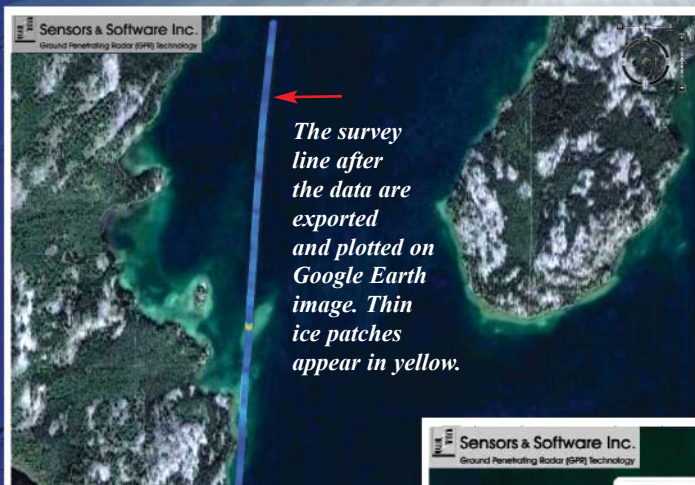 Sensors & Software Inc.
Ground Penetrating Radar (GPR) Technology
The survey
line after
the data are
exported
and plotted on
Google Earth
image. Thin
ice patches
appear in yellow.
Sensors & Software Inc.
Ground Penetrating Radar (GPR) Technology